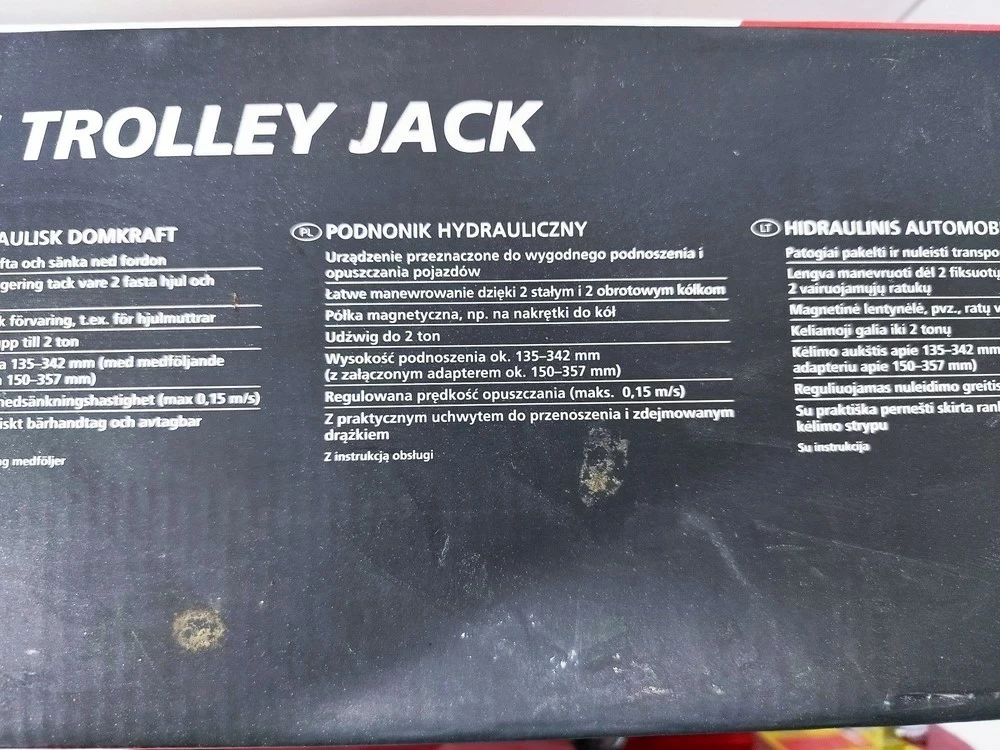 TROLLEY JACK
AULISK DOMKRAFT
fta och sänka ned fordon
gering tack vare 2 fasta hjul och
k förvaring, t.ex. för hjulmuttrar
pp till 2 ton
a 135–342 mm (med medföljande
150–357 mm)
nedsänkningshastighet (max 0,15 m/s)
iskt bärhandtag och avtagbar
ng medföljer
PL PODNONIK HYDRAULICZNY
Urządzenie przeznaczone do wygodnego podnoszenia i
opuszczania pojazdów
Łatwe manewrowanie dzięki 2 stałym i 2 obrotowym kółkom
Półka magnetyczna, np. na nakrętki do kół
Udźwig do 2 ton
Wysokość podnoszenia ok. 135–342 mm
(z załączonym adapterem ok. 150–357 mm)
Regulowana prędkość opuszczania (maks. 0,15 m/s)
Z praktycznym uchwytem do przenoszenia i zdejmowanym
drążkiem
Z instrukcją obsługi
LT HIDRAULINIS AUTOMOB
Patogiai pakelti ir nuleisti transpo
Lengva manevruoti dėl 2 fiksuotų
2 vairuojamųjų ratukų
Magnetinė lentynėlė, pvz., ratų v
Keliamoji galia iki 2 tonų
Kėlimo aukštis apie 135–342 mm
adapteriu apie 150–357 mm)
Reguliuojamas nuleidimo greitis
Su praktiška pernešti skirta rank
kėlimo strypu
Su instrukcija